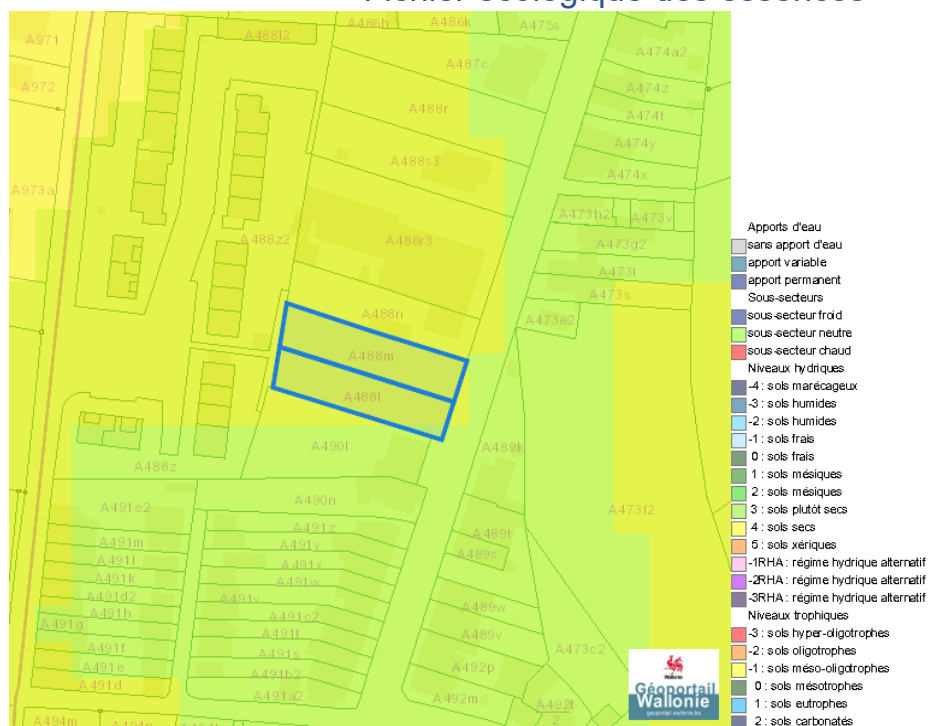 Fichier écologique des essences
A971
A488l2
A486h
A486k
A475s
A474a2
A487c
A972
A474z
A488r
A474t
A474y
A488s3
A474x
A973a
A473h2
A473v
A488z2
A488r3
A473g2
A473t
A473s
A488n
A473e2
A488m
A488l
A490l
A489k
A488z
A491e2
A490n
A473f2
A491z
A489t
A491m
A491y
A491l
A491x
A489s
A491k
A491w
A491d2
A491v
A491h
A491c2
A489w
A491g
A491t
A489v
A491f
A491s
A473c2
A491e
A491b2
A492p
A491d
A491a2
A492m
A492f
2
A494m
Apports d'eau
sans apport d'eau
apport variable
apport permanent
Sous-secteurs
sous-secteur froid
sous-secteur neutre
sous-secteur chaud
Niveaux hydriques
-4 : sols marécageux
-3 : sols humides
-2 : sols humides
-1 : sols frais
0 : sols frais
1 : sols mésiques
2 : sols mésiques
3 : sols plutôt secs
4 : sols secs
5 : sols xériques
-1RHA : régime hydrique alternatif
-2RHA : régime hydrique alternatif
-3RHA : régime hydrique alternatif
Niveaux trophiques
-3 : sols hyper-oligotrophes
-2 : sols oligotrophes
-1 : sols méso-oligotrophes
0 : sols mésotrophes
1 : sols eutrophes
2 : sols carbonatés
Wallonie
Géoportail
Wallonie
geoportail.wallonie.be